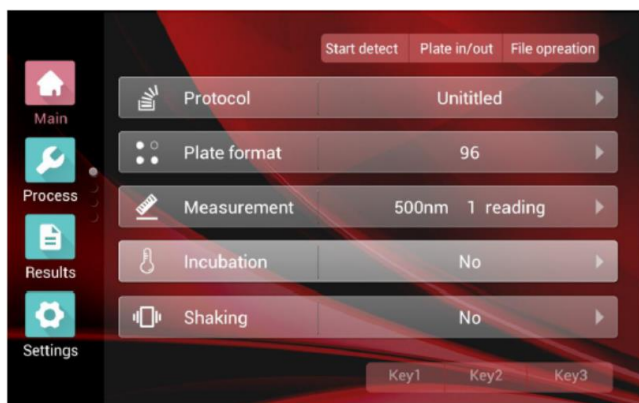 Start detect Plate in/out File opreation
Main
Protocol Unititled
Plate format 96
Process
Measurement 500nm 1 reading
Results
Incubation No
Settings
Shaking No
Key1 Key2 Key3